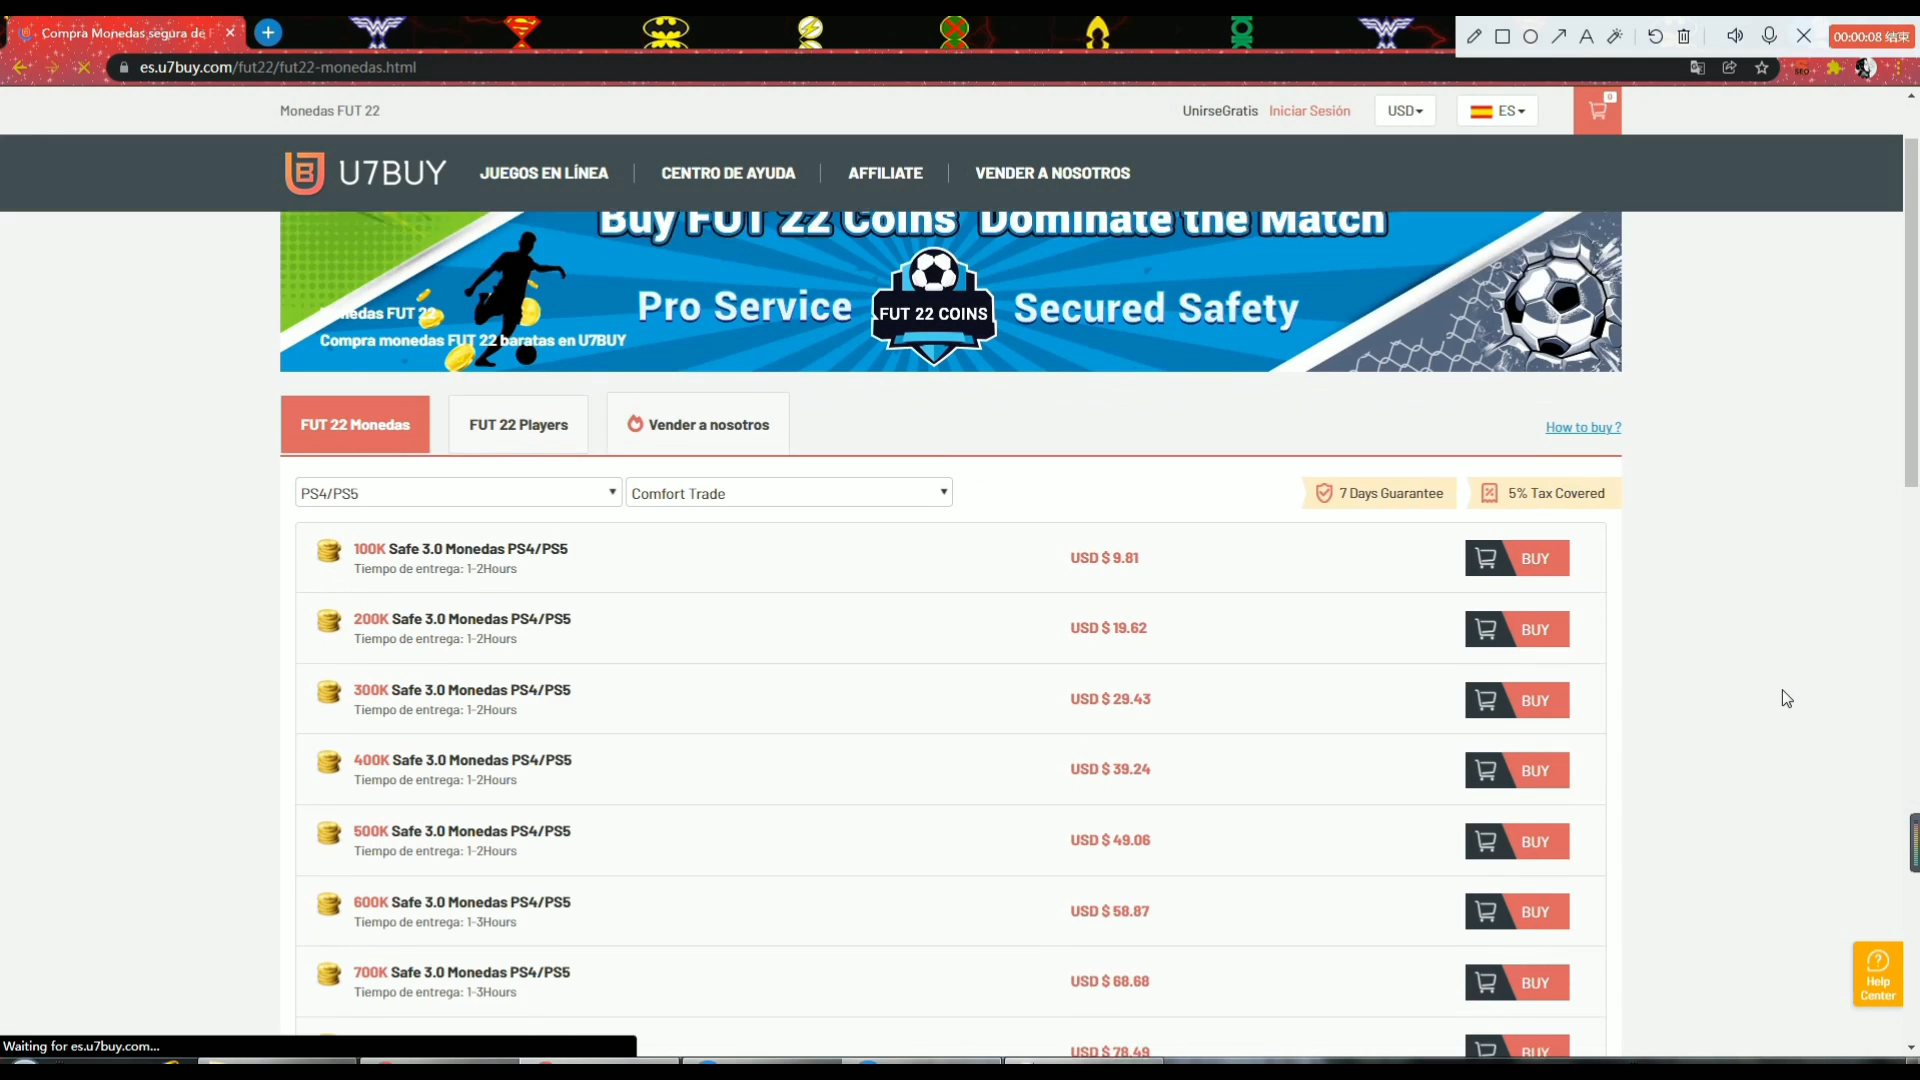 Compra Monedas segura de F
00:00:08 结束
es.u7buy.com/fut22/fut22-monedas.html
Monedas FUT 22
UnirseGratis Iniciar Sesión
USD
ES
0
U7BUY
JUEGOS EN LÍNEA
CENTRO DE AYUDA
AFFILIATE
VENDER A NOSOTROS
Buy FUT 22 Coins Dominate the Match
Pro Service
FUT 22 COINS
Secured Safety
Monedas FUT 22
Compra monedas FUT 22 baratas en U7BUY
FUT 22 Monedas
FUT 22 Players
Vender a nosotros
How to buy ?
PS4/PS5
Comfort Trade
7 Days Guarantee
5% Tax Covered
100K Safe 3.0 Monedas PS4/PS5
Tiempo de entrega: 1-2Hours
USD $ 9.81
BUY
200K Safe 3.0 Monedas PS4/PS5
Tiempo de entrega: 1-2Hours
USD $ 19.62
BUY
300K Safe 3.0 Monedas PS4/PS5
Tiempo de entrega: 1-2Hours
USD $ 29.43
BUY
400K Safe 3.0 Monedas PS4/PS5
Tiempo de entrega: 1-2Hours
USD $ 39.24
BUY
500K Safe 3.0 Monedas PS4/PS5
Tiempo de entrega: 1-2Hours
USD $ 49.06
BUY
600K Safe 3.0 Monedas PS4/PS5
Tiempo de entrega: 1-3Hours
USD $ 58.87
BUY
700K Safe 3.0 Monedas PS4/PS5
Tiempo de entrega: 1-3Hours
USD $ 68.68
BUY
USD $ 78.49
BUY
Help
Center
Waiting for es.u7buy.com...